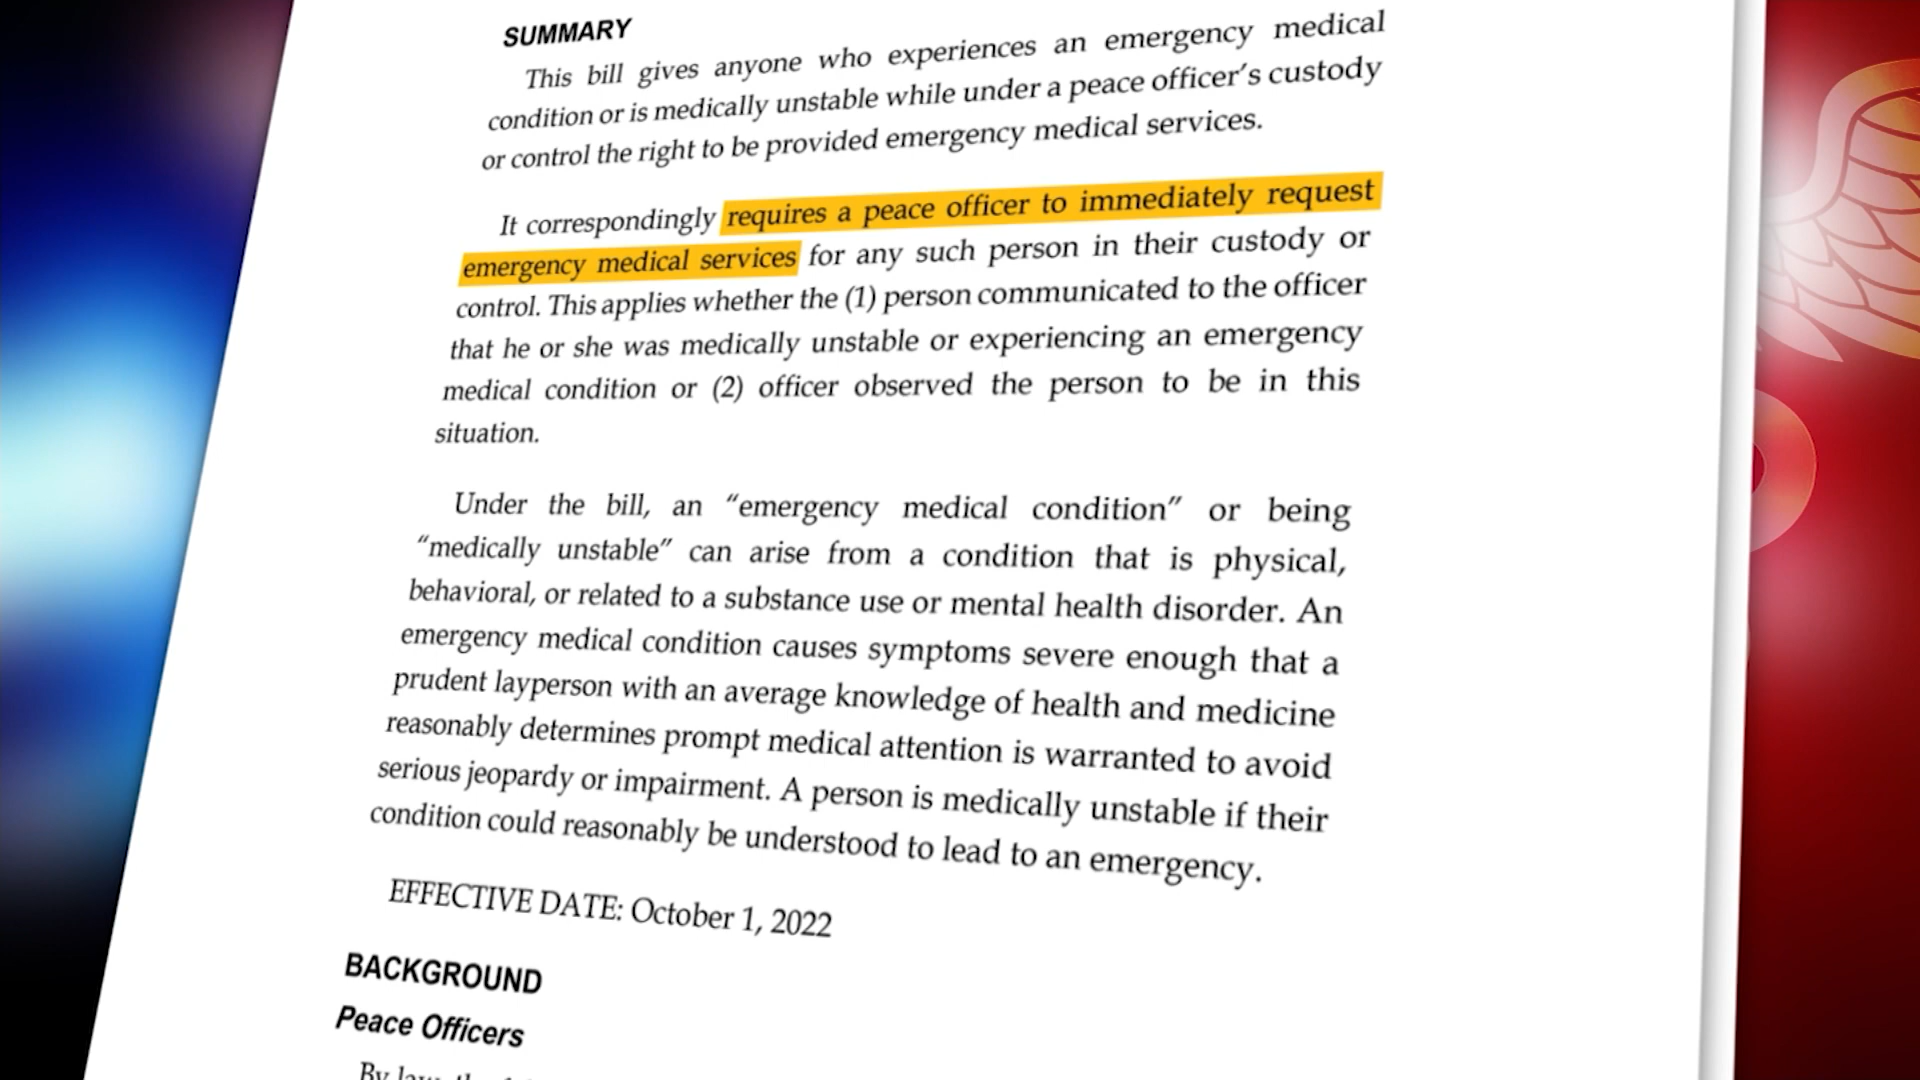 SUMMARY
This bill gives anyone who experiences an emergency medical
condition or is medically unstable while under a peace officer’s custody
or control the right to be provided emergency medical services.
It correspondingly requires a peace officer to immediately request
emergency medical services for any such person in their custody or
control. This applies whether the (1) person communicated to the officer
that he or she was medically unstable or experiencing an emergency
medical condition or (2) officer observed the person to be in this
situation.
Under the bill, an “emergency medical condition” or being
“medically unstable” can arise from a condition that is physical,
behavioral, or related to a substance use or mental health disorder. An
emergency medical condition causes symptoms severe enough that a
prudent layperson with an average knowledge of health and medicine
reasonably determines prompt medical attention is warranted to avoid
serious jeopardy or impairment. A person is medically unstable if their
condition could reasonably be understood to lead to an emergency.
EFFECTIVE DATE: October 1, 2022
BACKGROUND
Peace Officers
By law, the